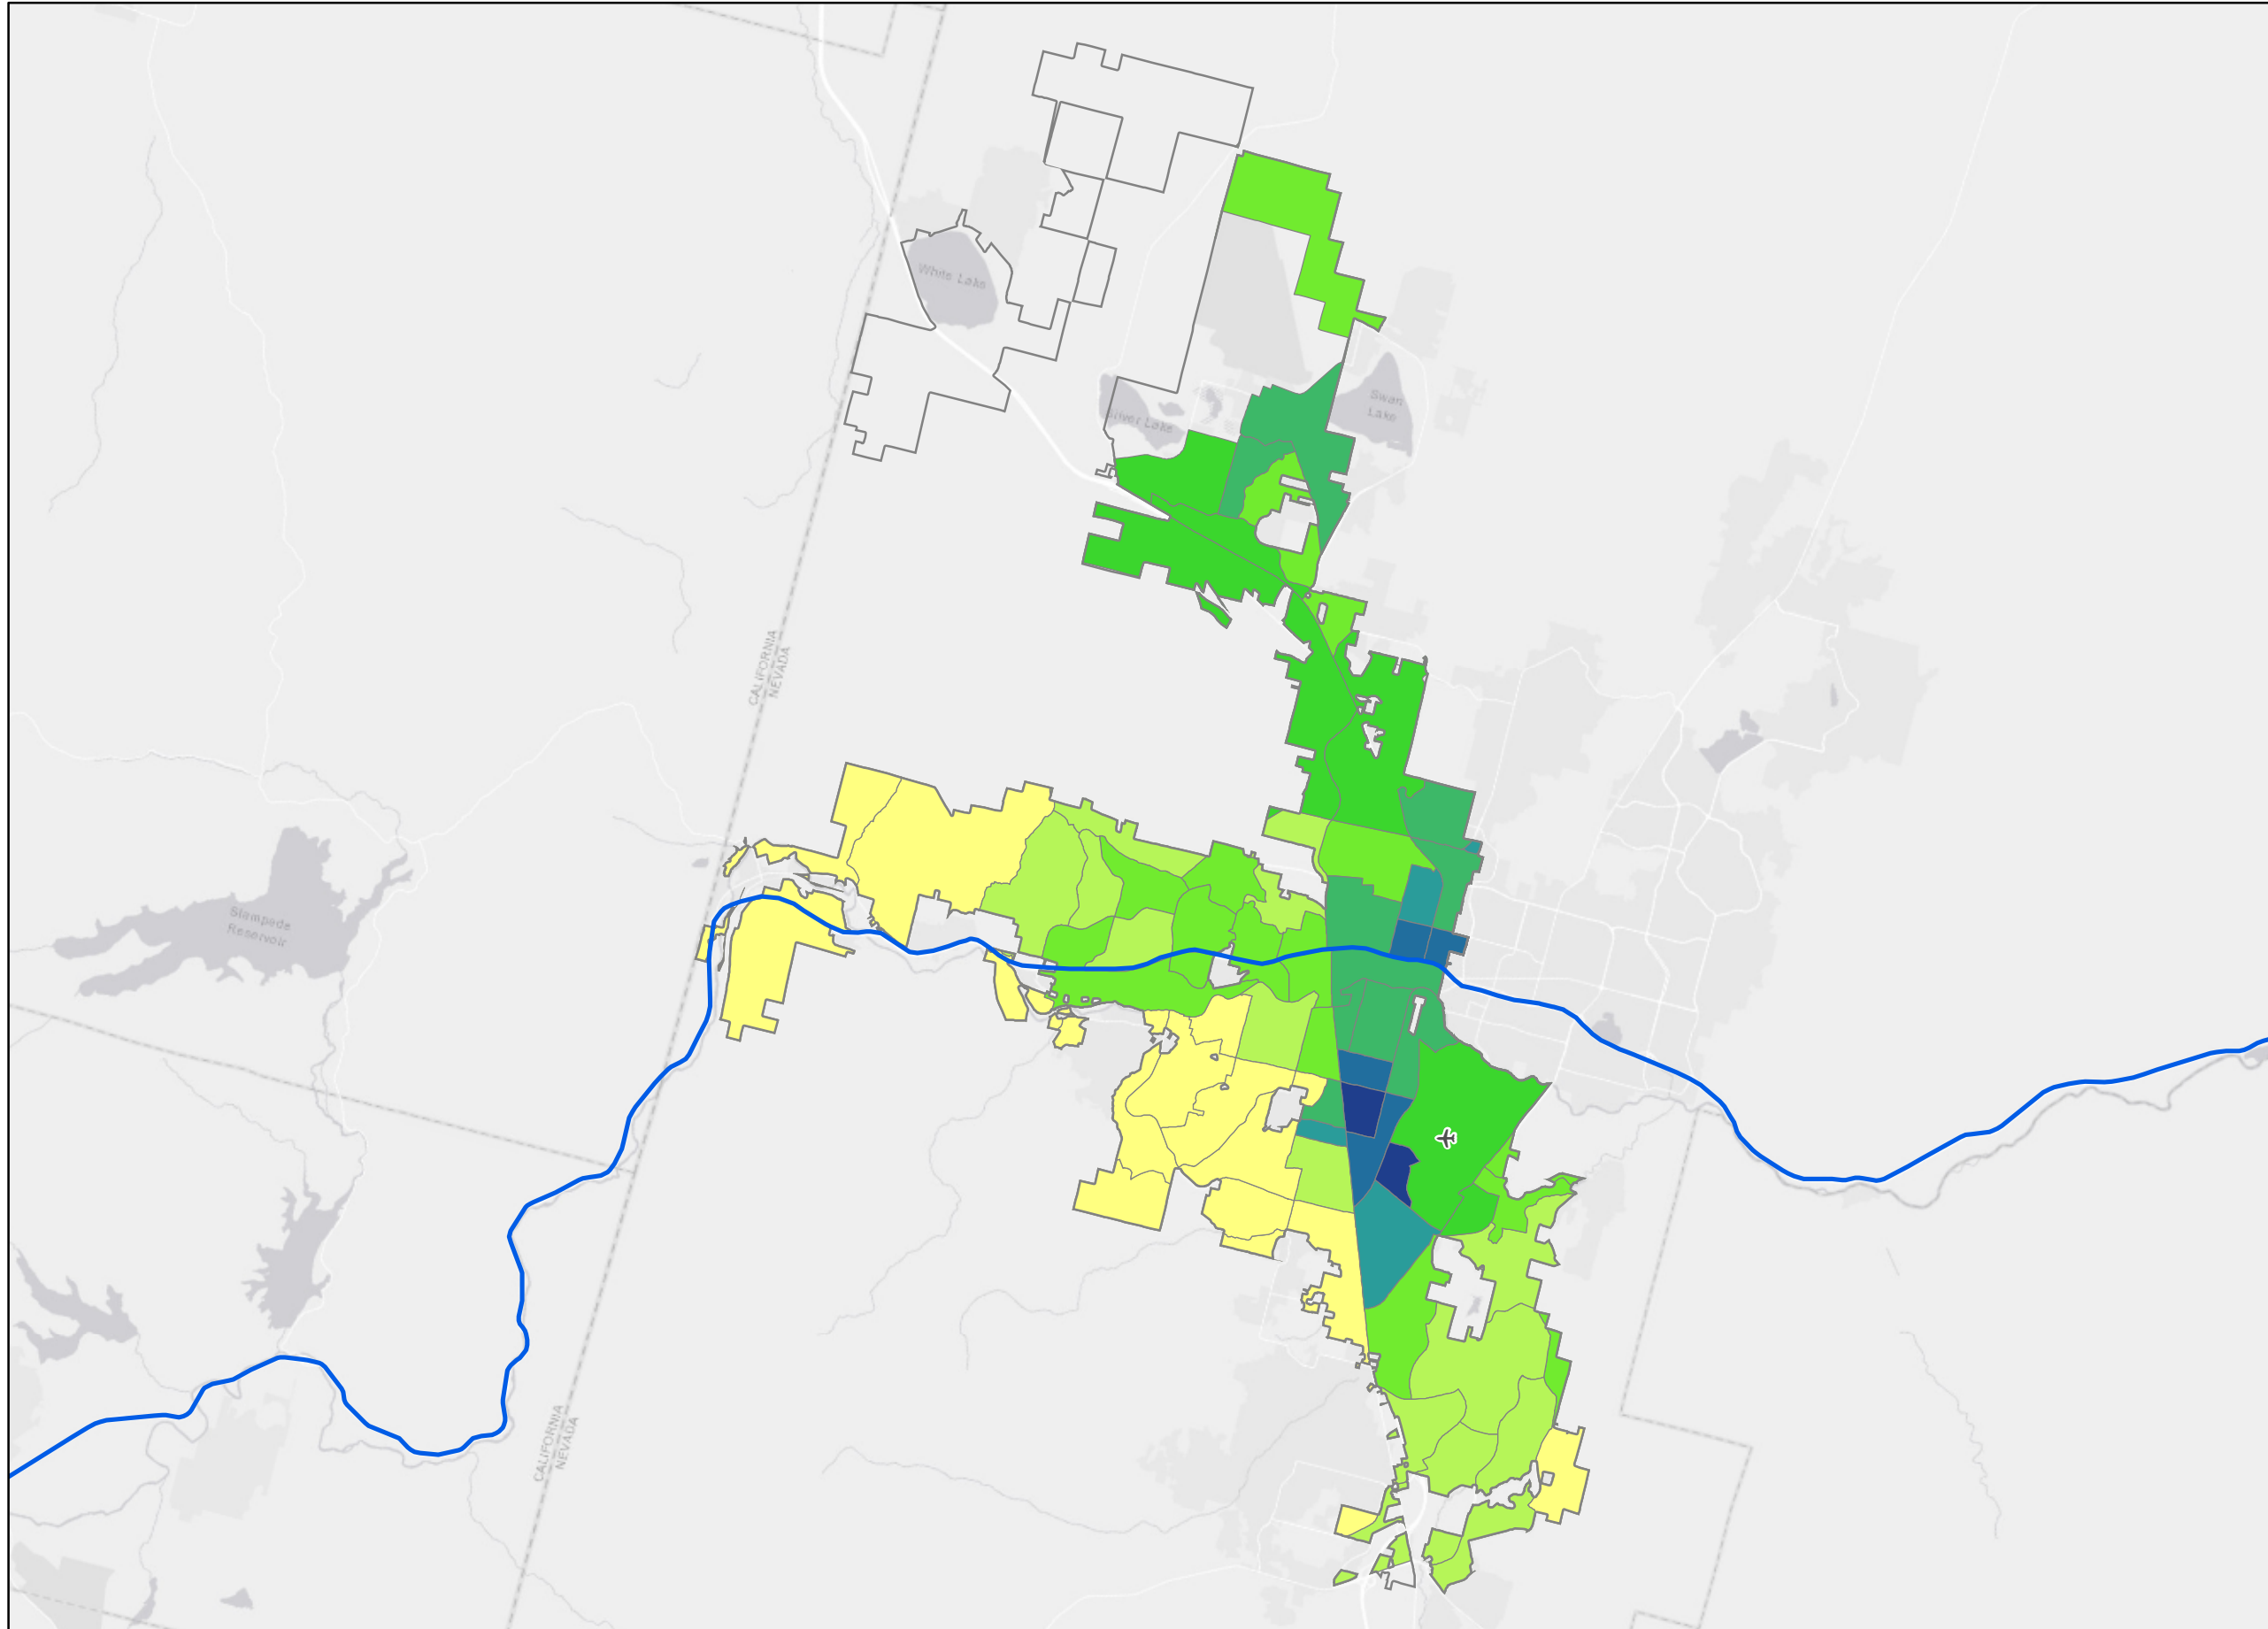 White Lake
Silver Lake
Swan
Lake
CALIFORNIA
NEVADA
Stampede
Reservoir
CALIFORNIA
NEVADA